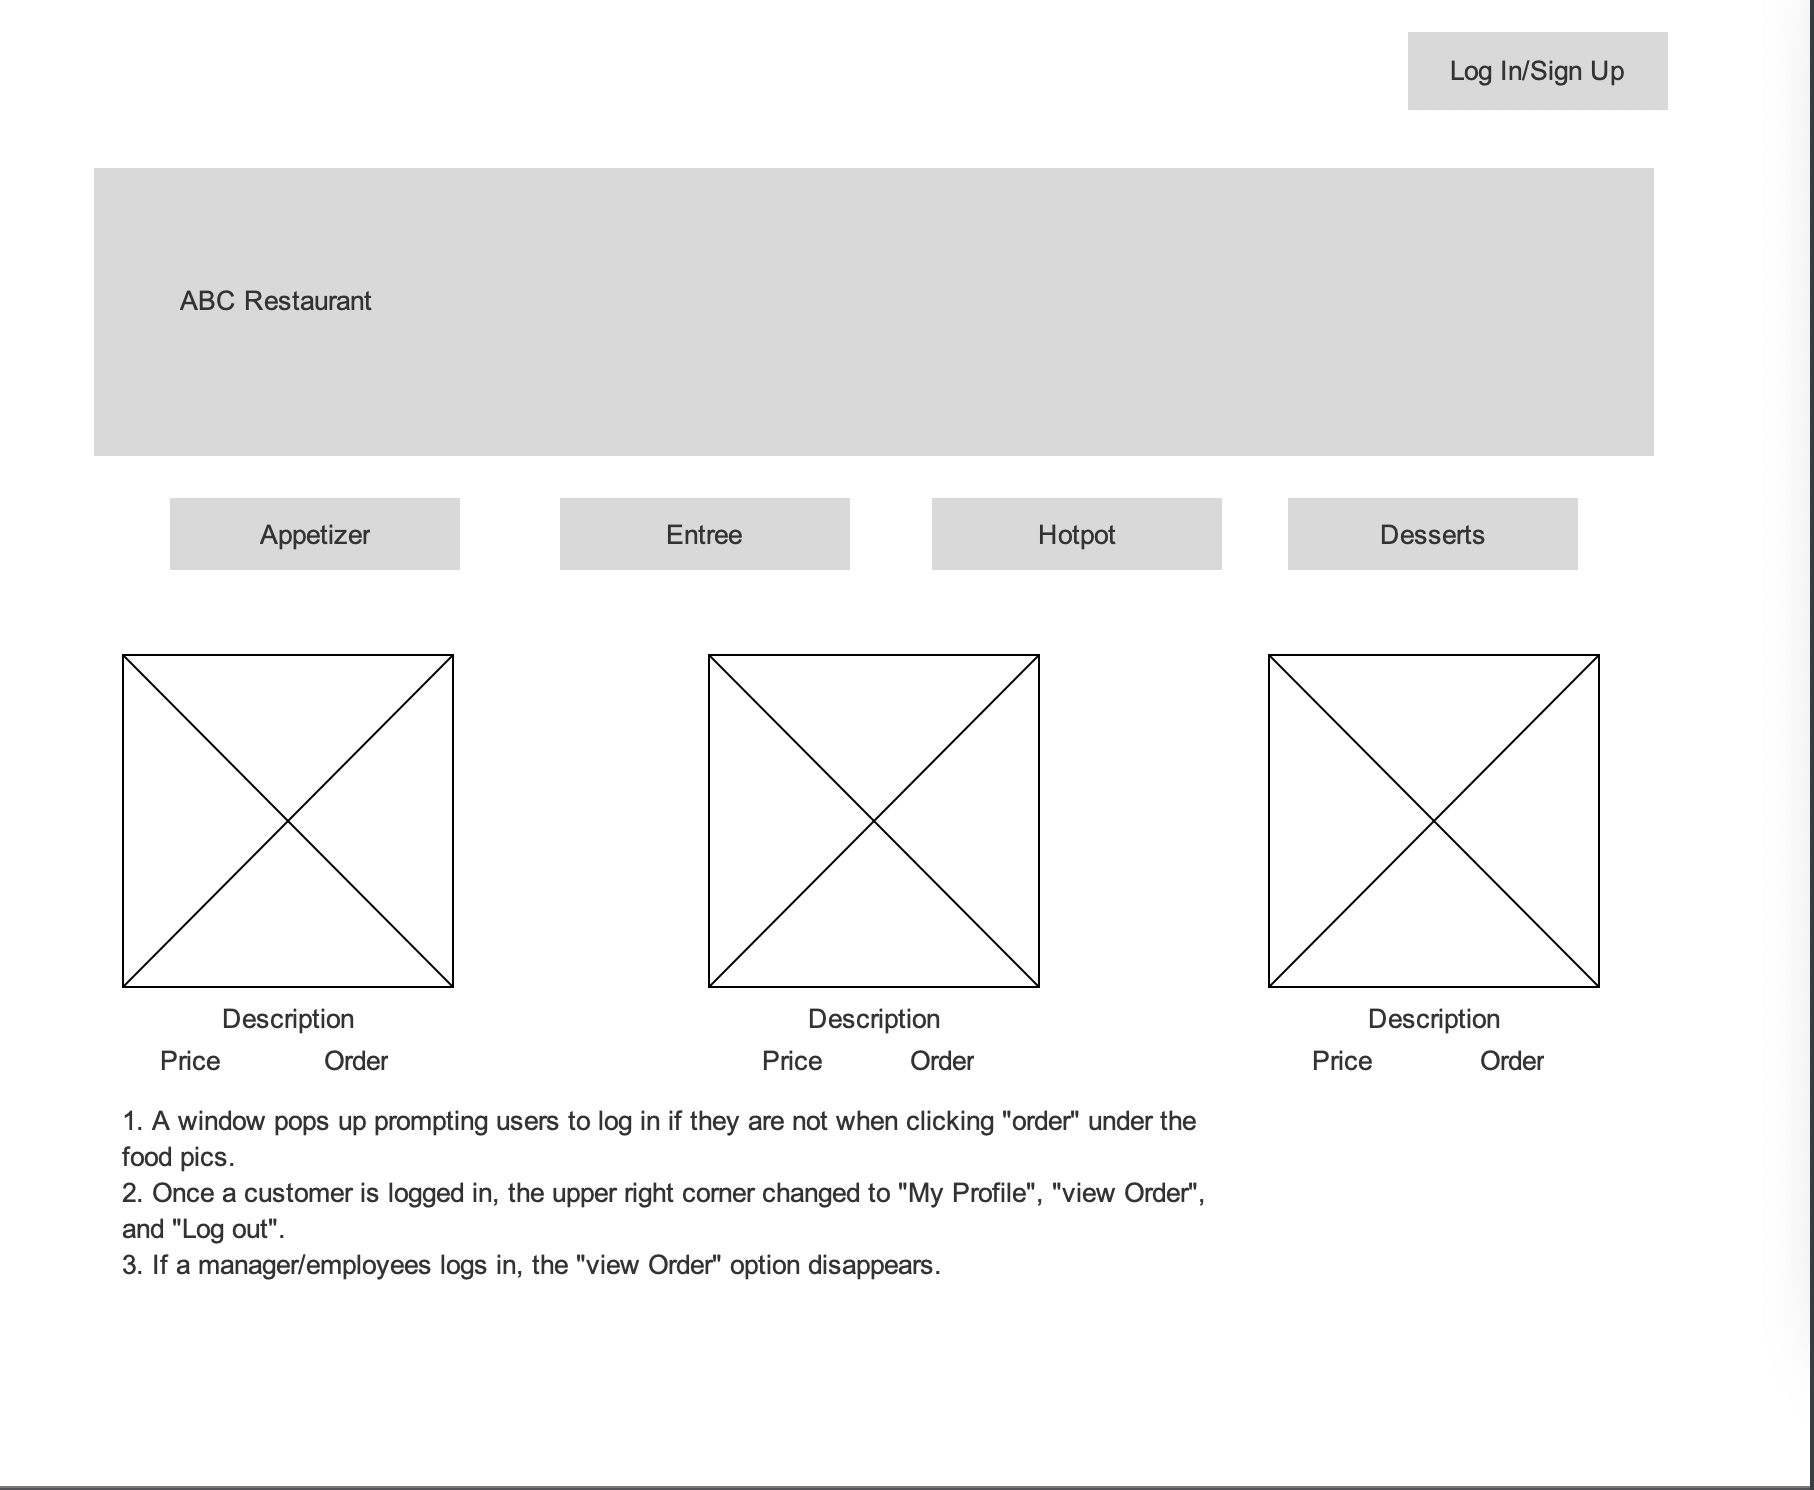 Log In/Sign Up
ABC Restaurant
Appetizer
Entree
Hotpot
Desserts
Description
Description
Description
Price
Order
Price
Order
Price
Order
1. A window pops up prompting users to log in if they are not when clicking "order" under the
food pics.
2. Once a customer is logged in, the upper right corner changed to "My Profile", "view Order",
and "Log out".
3. If a manager/employees logs in, the "view Order" option disappears.